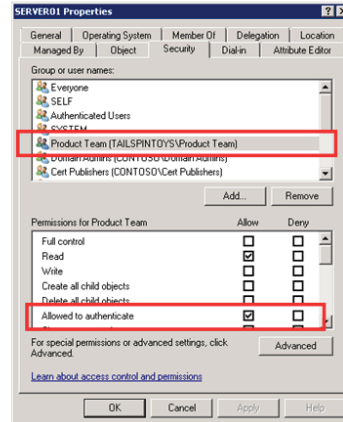 SERVER01 Properties
General Operating System Member Of Delegation Location
Managed By Object Security Dial-in Attribute Editor
Group or user names:
Everyone
SELF
Authenticated Users
SYSTEM
Product Team (TAILSPINTOYS\Product Team)
Domain Admins (CONTOSO\Domain Admins)
Cert Publishers (CONTOSO\Cert Publishers)
Add... Remove
Permissions for Product Team Allow Deny
Full control
Read
Write
Create all child objects
Delete all child objects
Allowed to authenticate
For special permissions or advanced settings, click
Advanced.
Advanced
Learn about access control and permissions
OK Cancel Apply Help